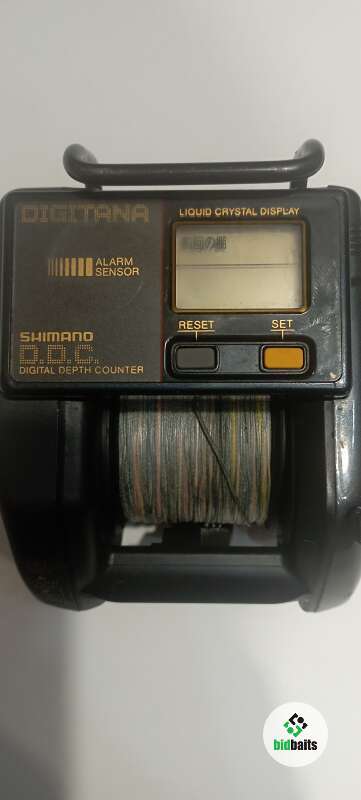 DIGITANA
LIQUID CRYSTAL DISPLAY
ALARM
SENSOR
RESET
SET
SHIMANO
D.D.C.
DIGITAL DEPTH COUNTER
bidbaits